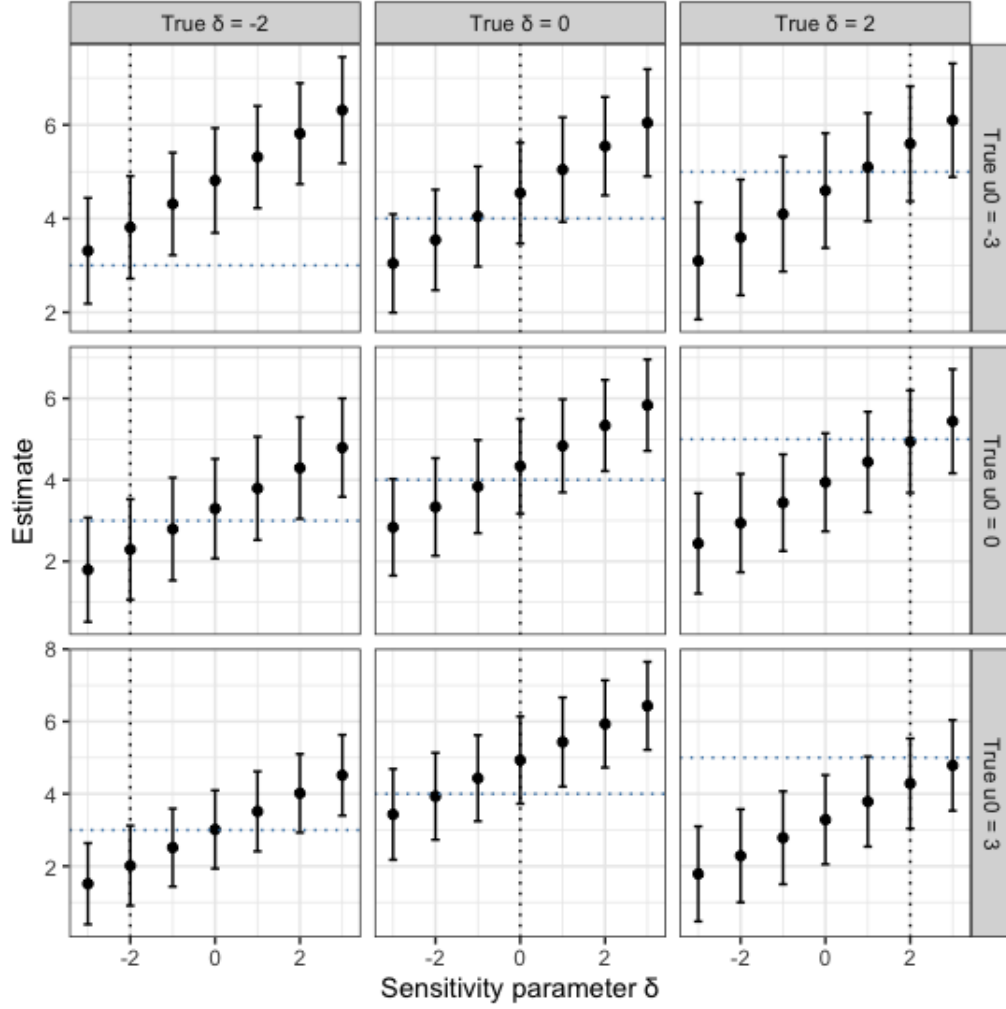 True δ = -2
True δ = 0
True δ = 2
6
4
2
True u0 = -3
6
4
2
True u0 = 0
8
6
4
2
True u0 = 3
Estimate
-2 0 2
-2 0 2
-2 0 2
Sensitivity parameter δ